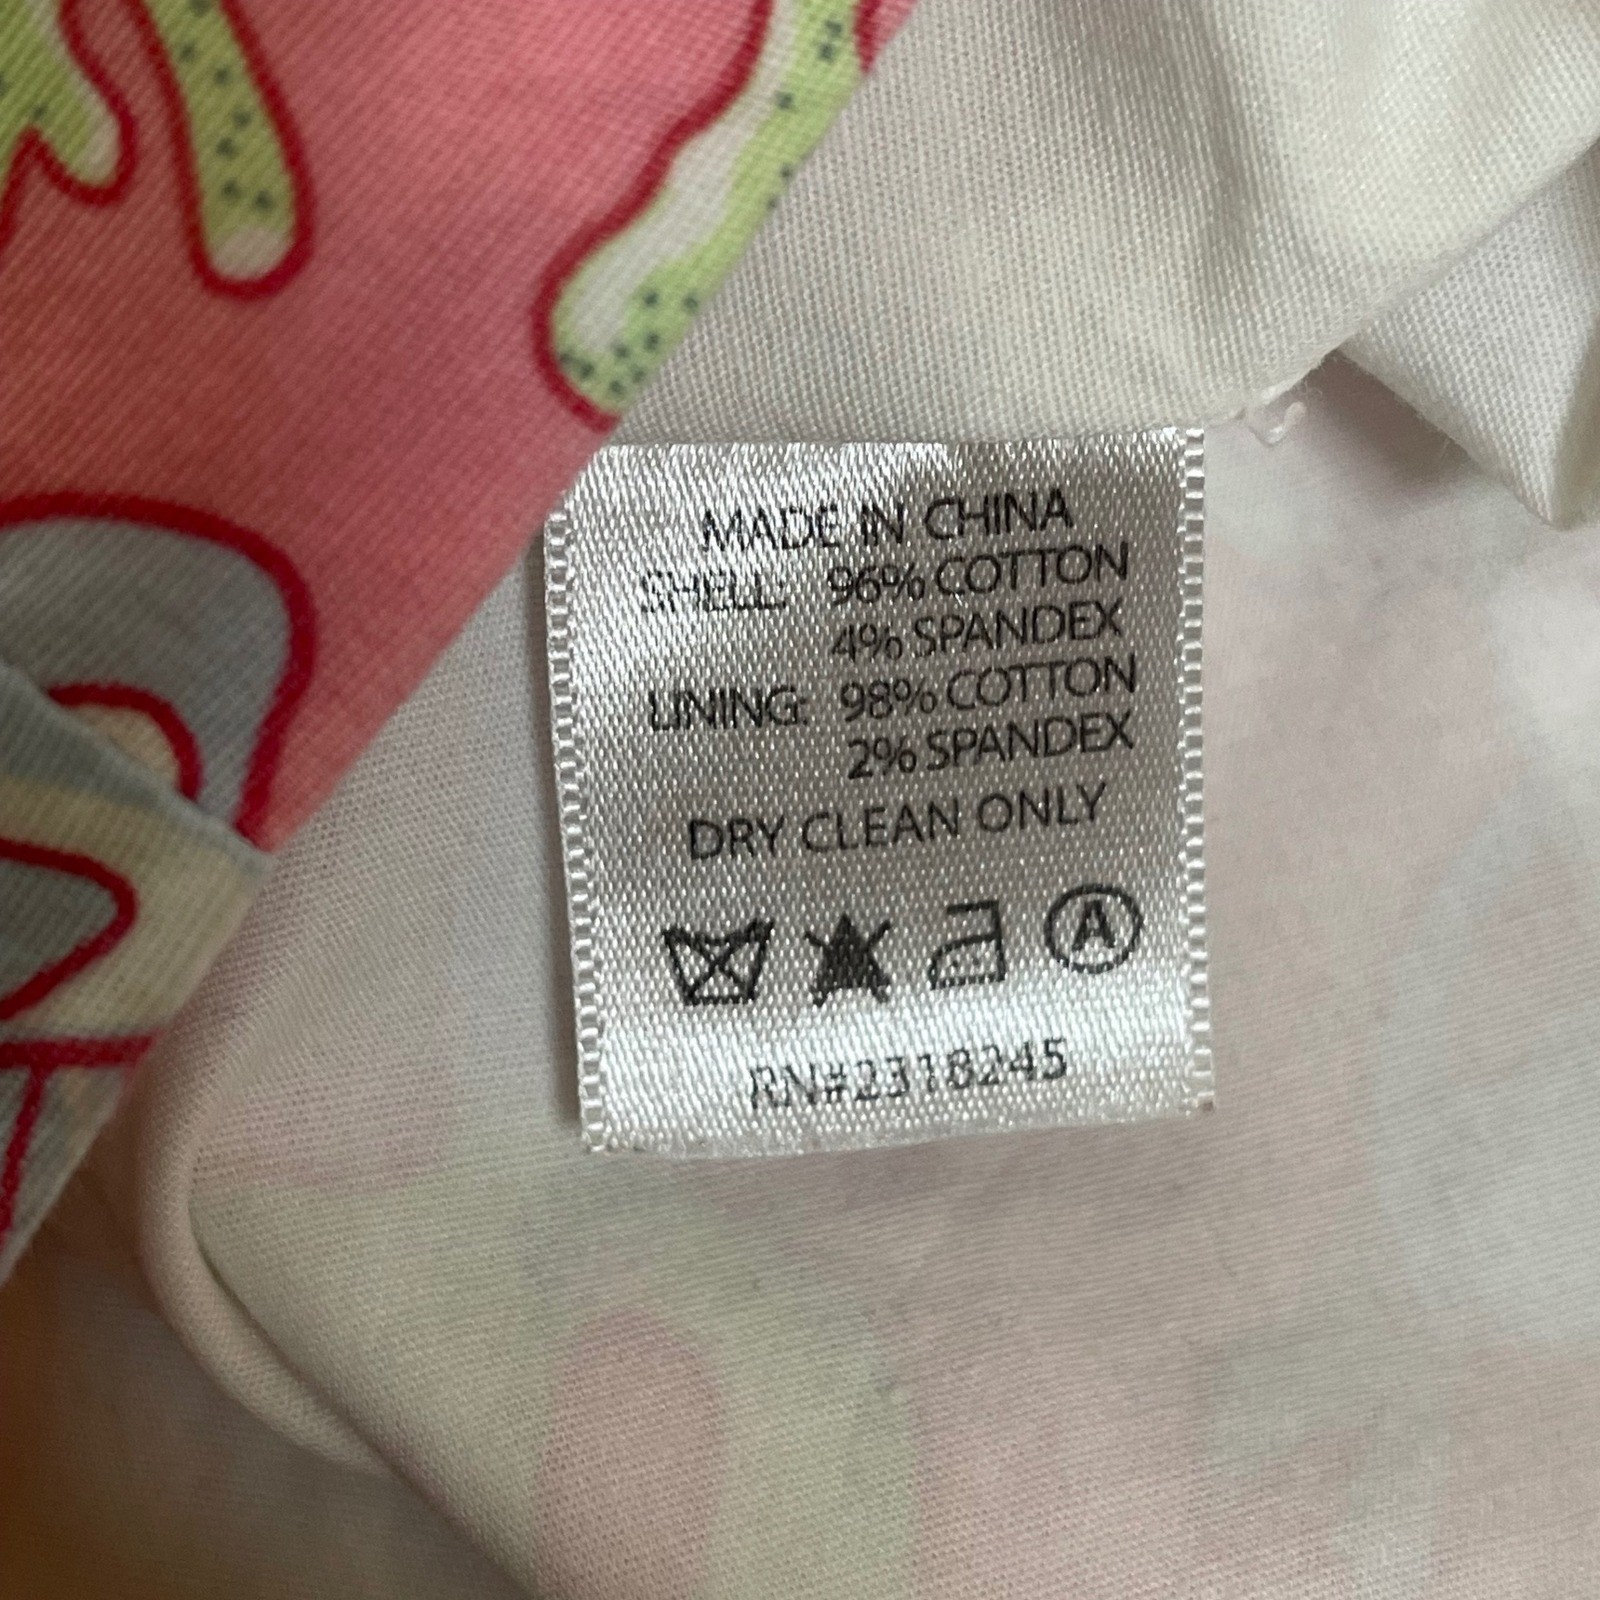 MADE IN CHINA
SHELL: 96% COTTON
4% SPANDEX
LINING: 98% COTTON
2% SPANDEX
DRY CLEAN ONLY
A
RN#2318245